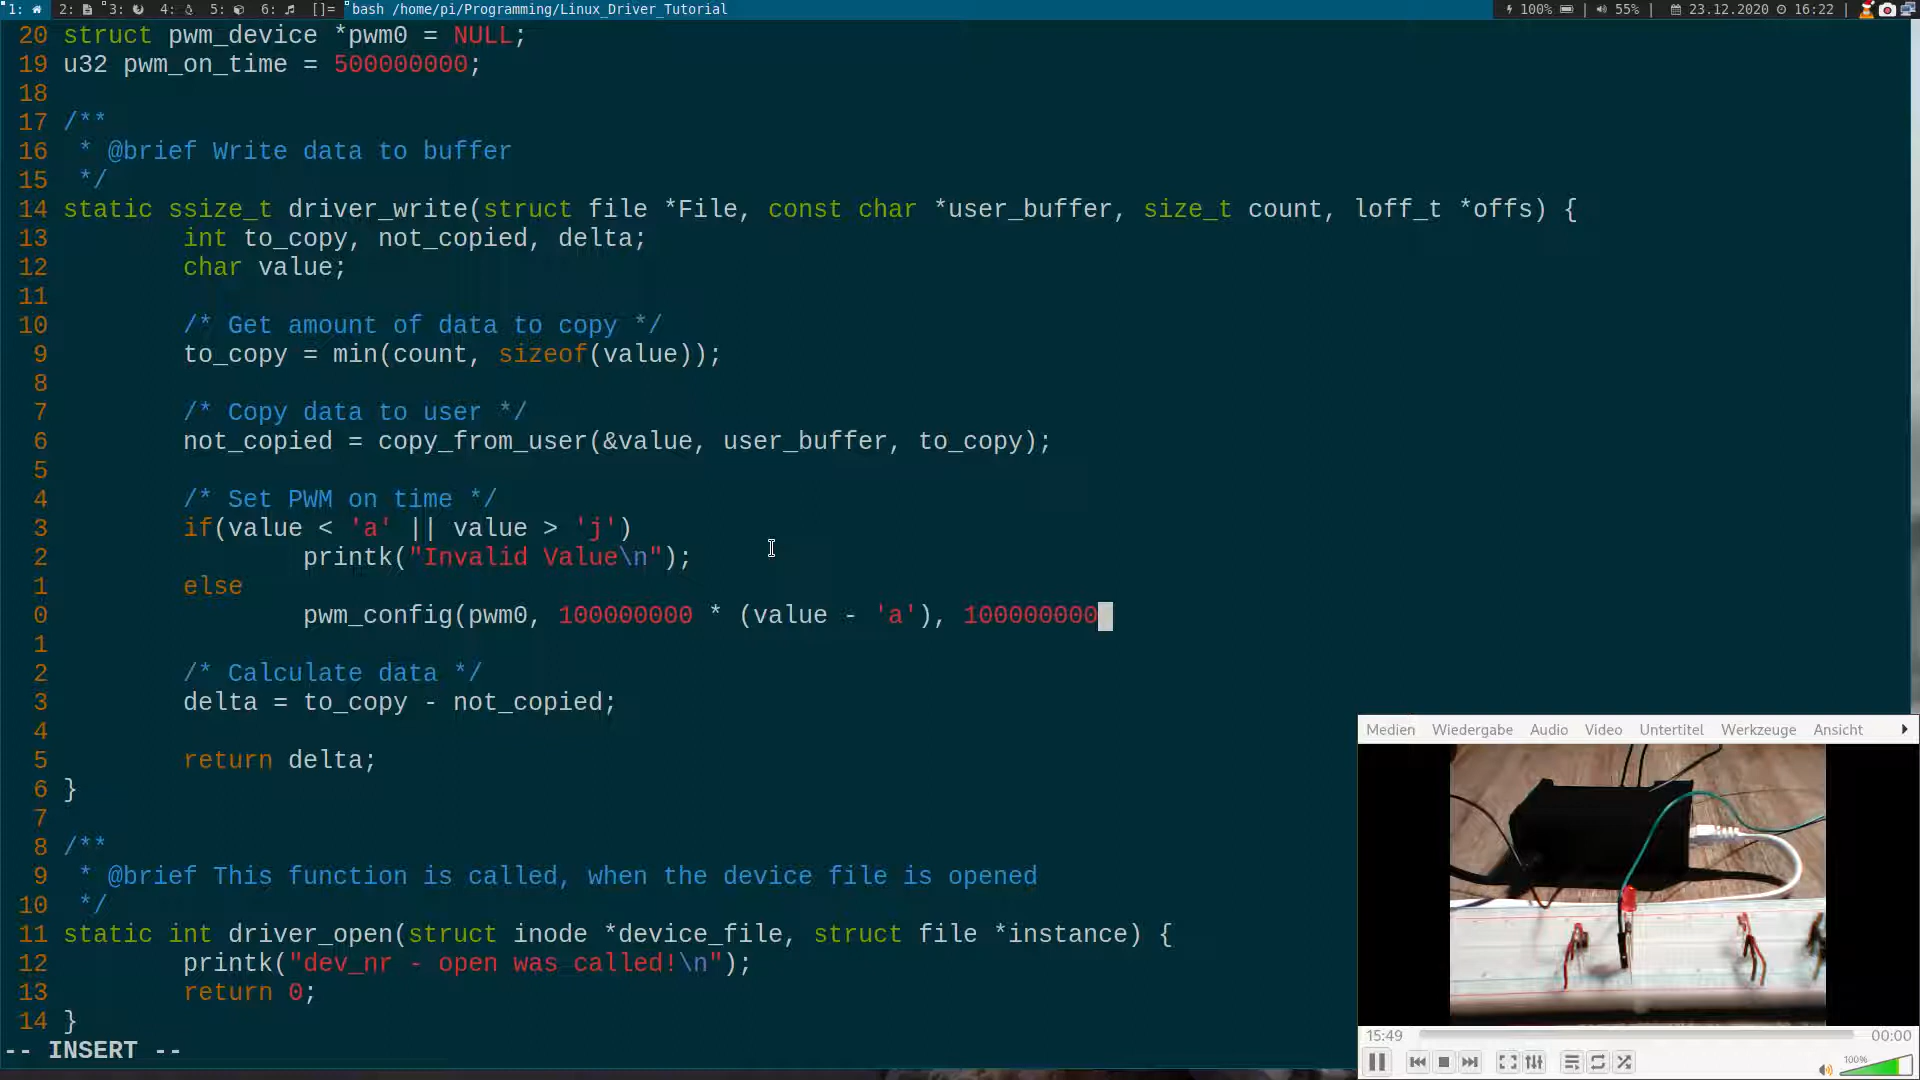 1: 2: 3: 4: 5: 6: []= bash /home/pi/Programming/Linux_Driver_Tutorial 100% | 55% | 23.12.2020 16:22 |
20 struct pwm_device *pwm0 = NULL;
19 u32 pwm_on_time = 500000000;
18
17 /**
16  * @brief Write data to buffer
15  */
14 static ssize_t driver_write(struct file *File, const char *user_buffer, size_t count, loff_t *offs) {
13         int to_copy, not_copied, delta;
12         char value;
11
10         /* Get amount of data to copy */
9         to_copy = min(count, sizeof(value));
8
7         /* Copy data to user */
6         not_copied = copy_from_user(&value, user_buffer, to_copy);
5
4         /* Set PWM on time */
3         if(value < 'a' || value > 'j')
2                 printk("Invalid Value\n");
1         else
0                 pwm_config(pwm0, 100000000 * (value - 'a'), 100000000
1
2         /* Calculate data */
3         delta = to_copy - not_copied;
4
5         return delta;
6 }
7
8 /**
9  * @brief This function is called, when the device file is opened
10  */
11 static int driver_open(struct inode *device_file, struct file *instance) {
12         printk("dev_nr - open was called!\n");
13         return 0;
14 }
-- INSERT --
Medien Wiedergabe Audio Video Untertitel Werkzeuge Ansicht
15:49 00:00
100%